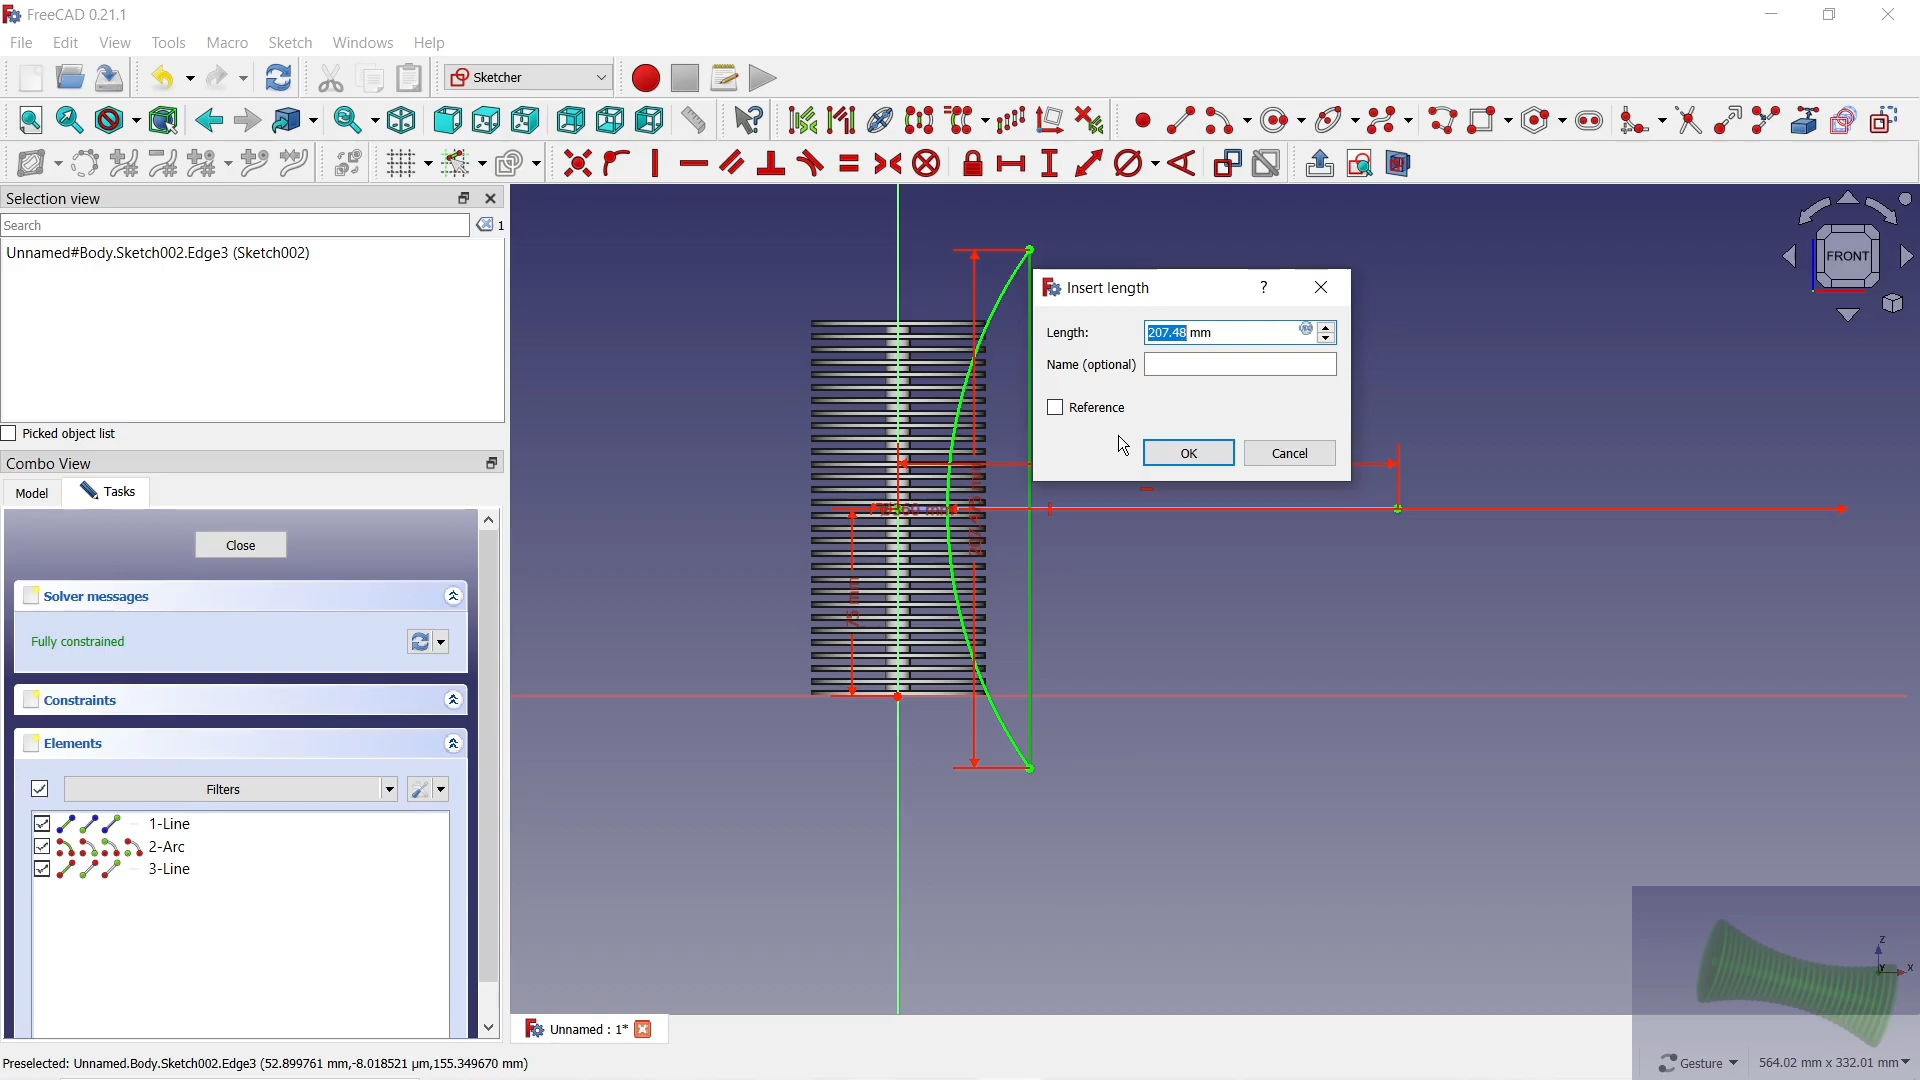 FreeCAD 0.21.1
File Edit View Tools Macro Sketch Windows Help
Sketcher
Selection view
Search
1
Unnamed#Body.Sketch002.Edge3 (Sketch002)
Picked object list
Combo View
Model Tasks
Close
Solver messages
Fully constrained
Constraints
Elements
Filters
1-Line
2-Arc
3-Line
75 mm
FRONT
Insert length
?
Length: 207.48 mm
Name (optional)
Reference
OK Cancel
Z
Y
X
Unnamed : 1*
Preselected: Unnamed.Body.Sketch002.Edge3 (52.899761 mm,-8.018521 µm,155.349670 mm)
Gesture 564.02 mm x 332.01 mm